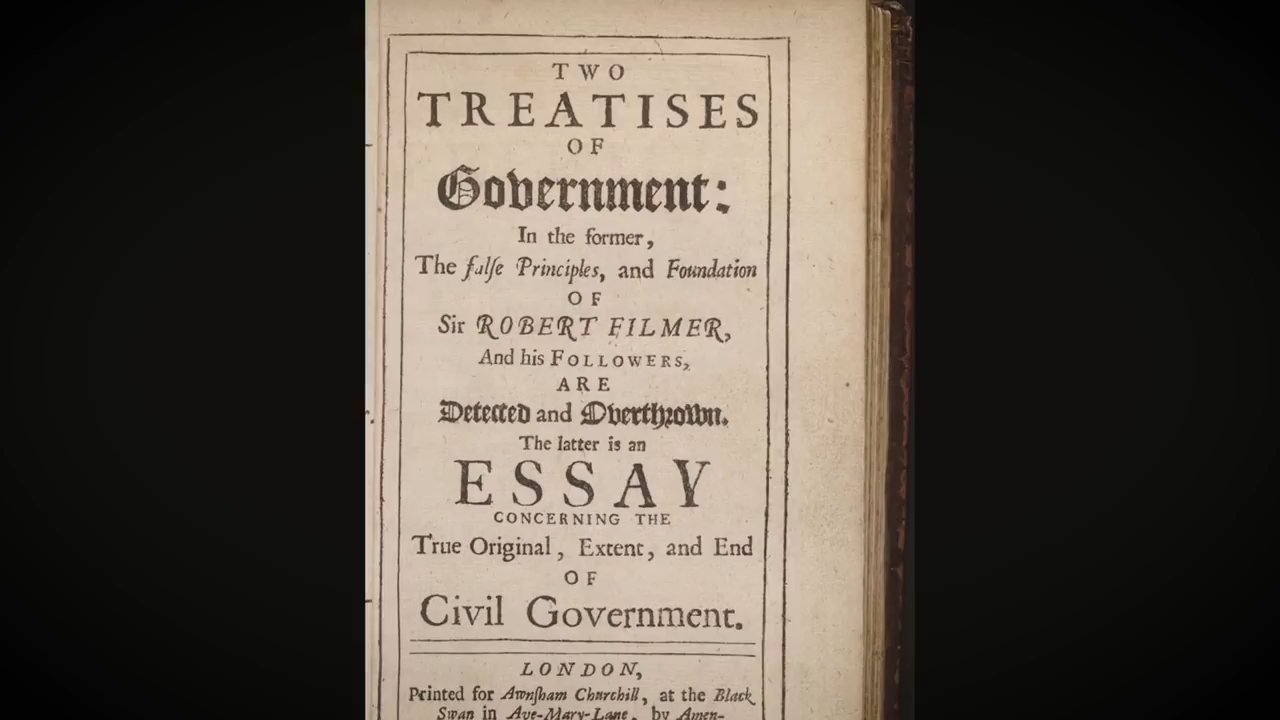 TWO
TREATISES
OF
Government:
In the former,
The falſe Principles, and Foundation
OF
Sir ROBERT FILMER,
And his FOLLOWERS,
ARE
Detected and Overthrown.
The latter is an
ESSAY
CONCERNING THE
True Original, Extent, and End
OF
Civil Government.
LONDON,
Printed for Awnſham Churchill, at the Black
Swan in Ave-Mary-Lane, by Amen-